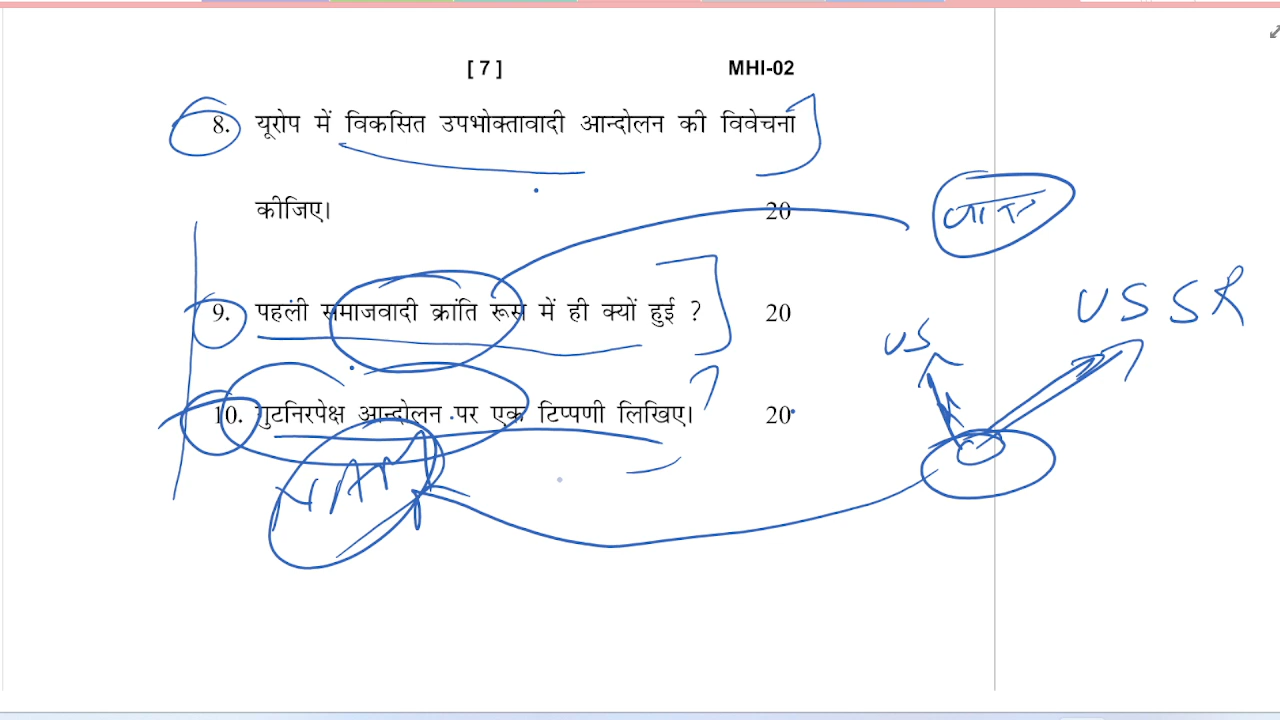 [ 7 ] MHI-02
8. यूरोप में विकसित उपभोक्तावादी आन्दोलन की विवेचना
कीजिए। 20
9. पहली समाजवादी क्रांति रूस में ही क्यों हुई ? 20
10. गुटनिरपेक्ष आन्दोलन पर एक टिप्पणी लिखिए। 20
USSR
US
NAM